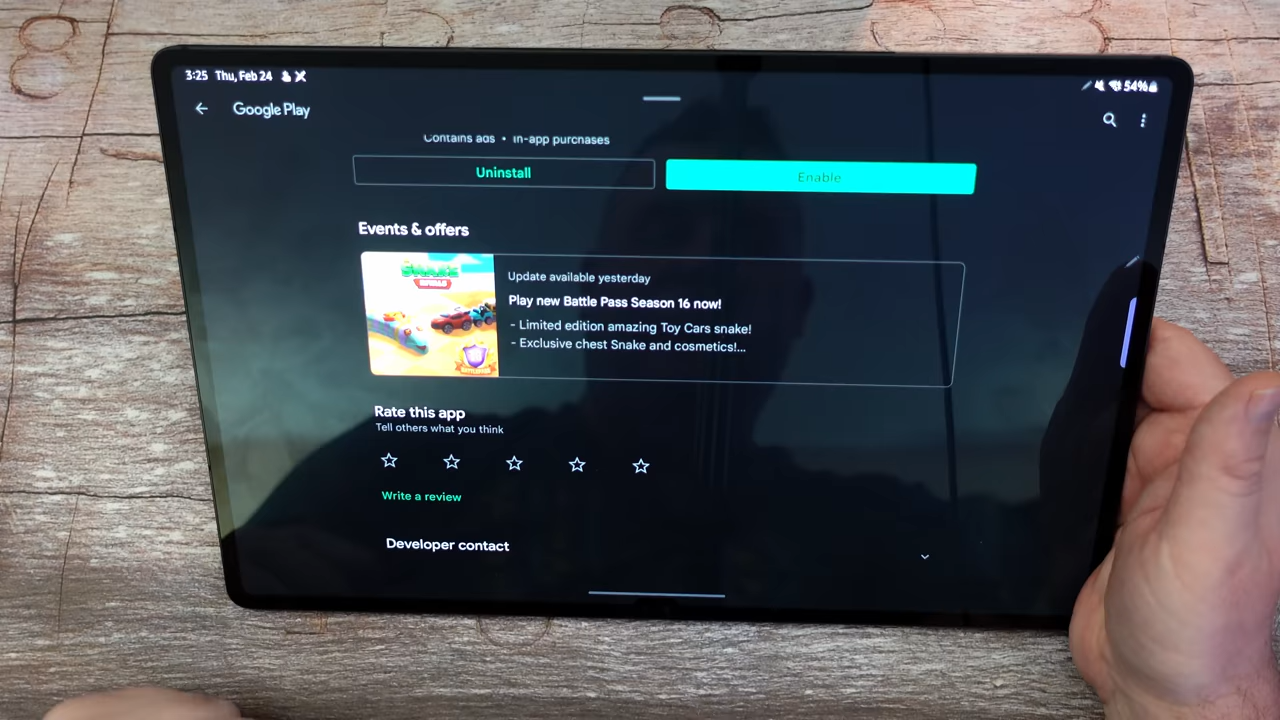 3:25 Thu, Feb 24
54%
Google Play
Contains ads • In-app purchases
Uninstall
Enable
Events & offers
SNAKE
Update available yesterday
Play new Battle Pass Season 16 now!
- Limited edition amazing Toy Cars snake!
- Exclusive chest Snake and cosmetics!...
Rate this app
Tell others what you think
Write a review
Developer contact